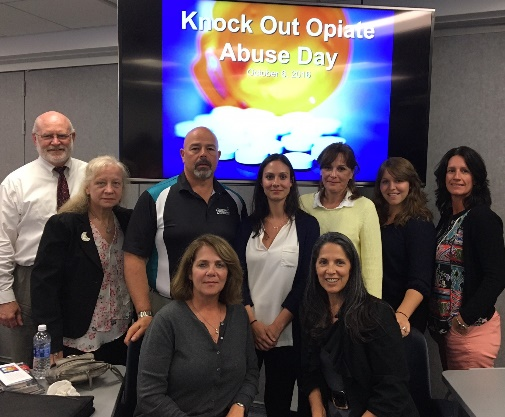 Knock Out Opiate
Abuse Day
October 6, 2016